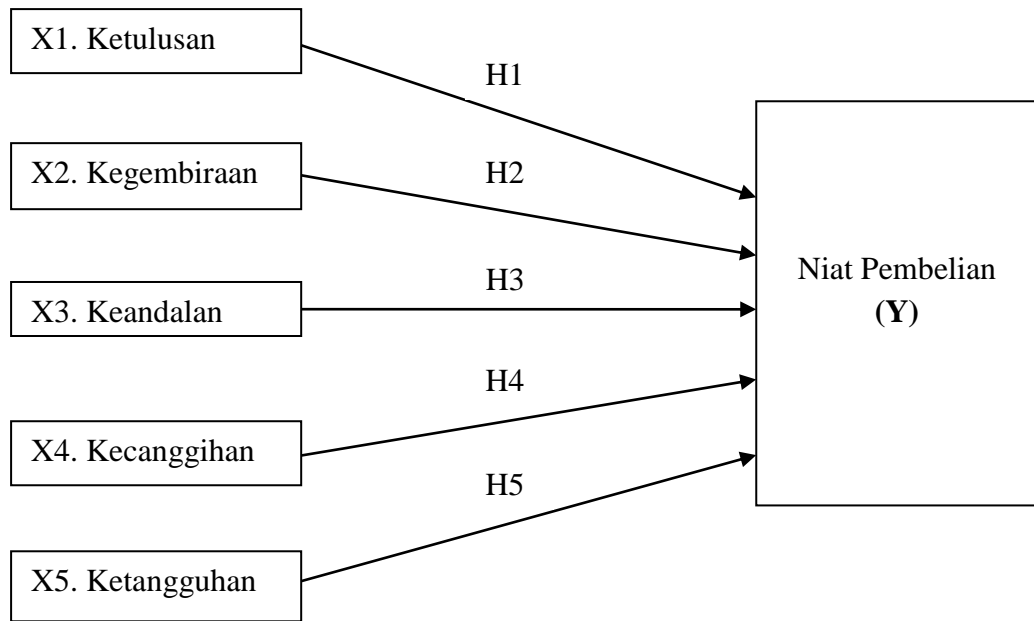 X1. Ketulusan
H1
X2. Kegembiraan
H2
X3. Keandalan
H3
X4. Kecanggihan
H4
X5. Ketangguhan
H5
Niat Pembelian
(Y)